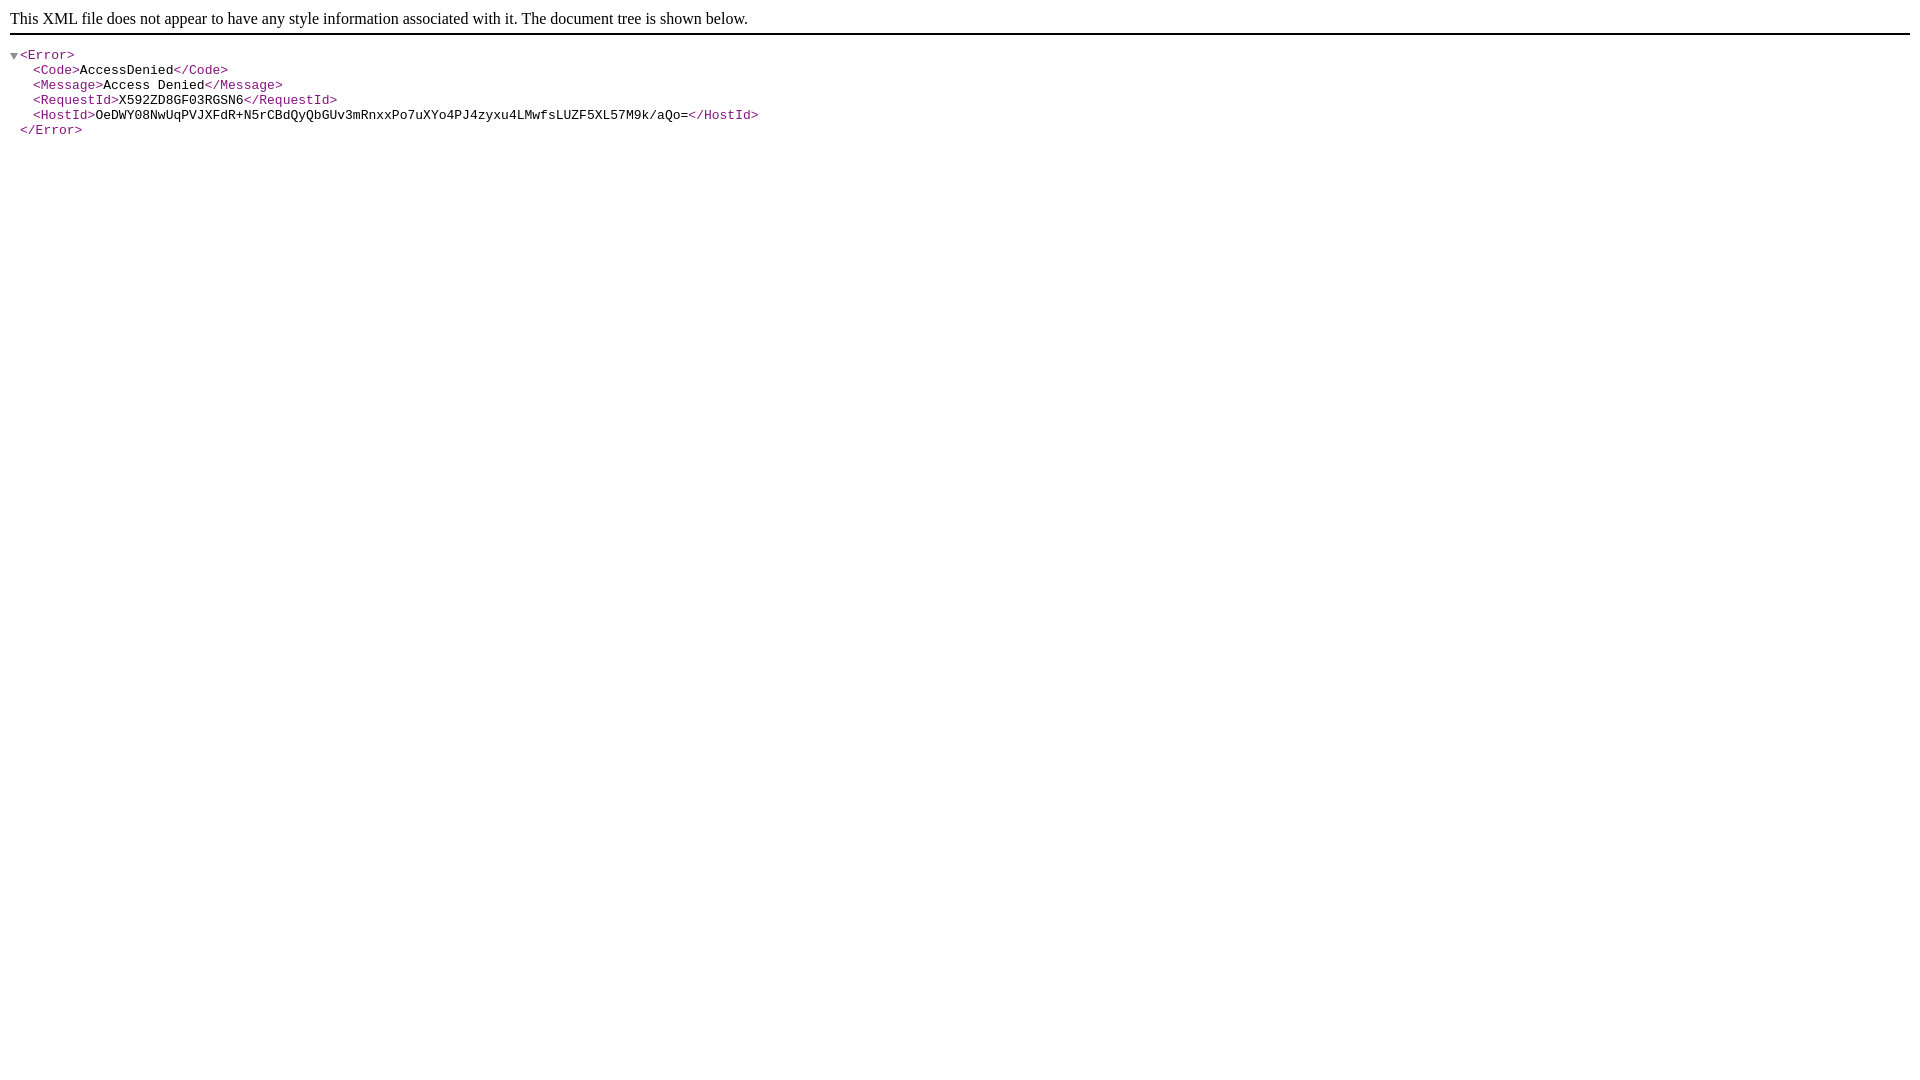 This XML file does not appear to have any style information associated with it. The document tree is shown below.
<Error>
<Code>AccessDenied</Code>
<Message>Access Denied</Message>
<RequestId>X592ZD8GF03RGSN6</RequestId>
<HostId>OeDWY08NwUqPVJXFdR+N5rCBdQyQbGUv3mRnxxPo7uXYo4PJ4zyxu4LMwfsLUZF5XL57M9k/aQo=</HostId>
</Error>